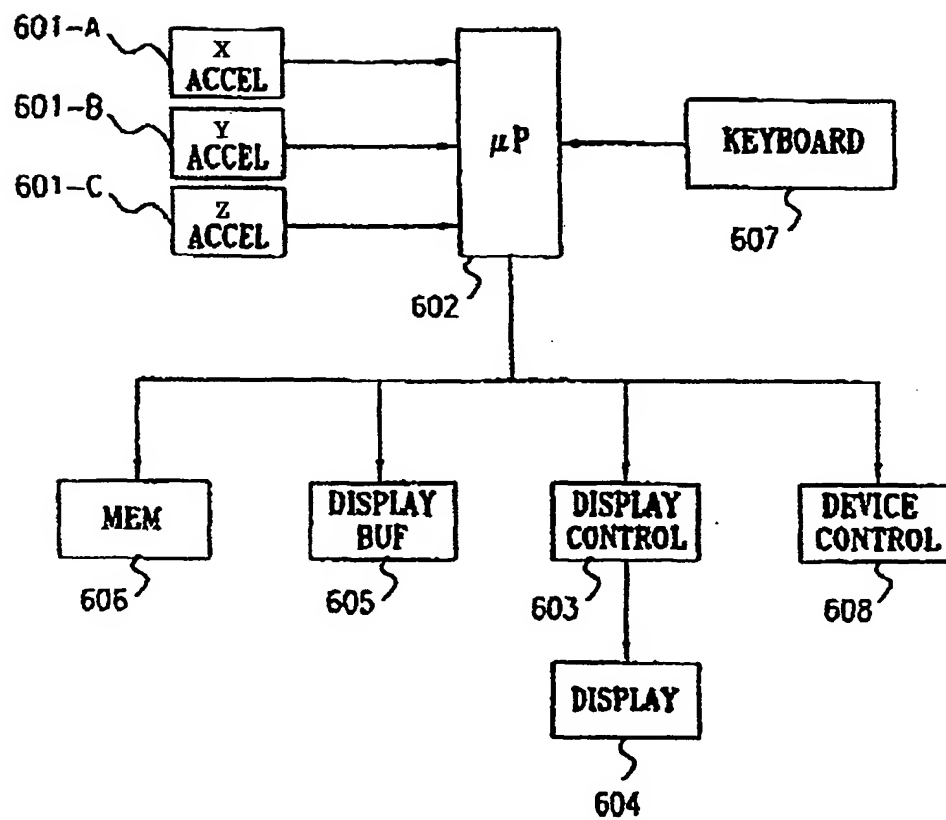 601-A
X
ACCEL
601-B
Y
ACCEL
601-C
Z
ACCEL
μP
602
KEYBOARD
607
MEM
606
DISPLAY
BUF
605
DISPLAY
CONTROL
603
DEVICE
CONTROL
608
DISPLAY
604